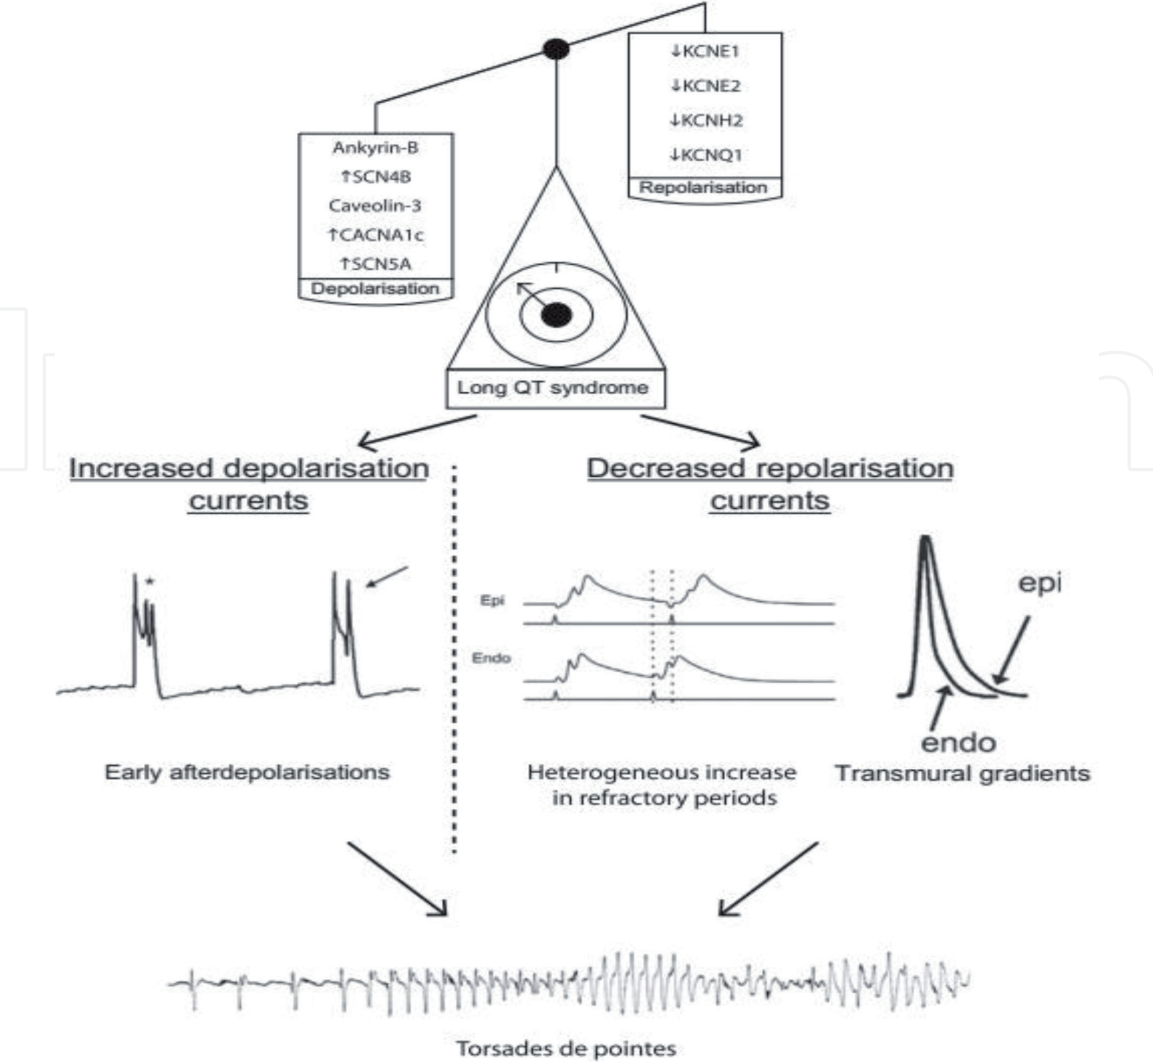 ↓KCNE1
↓KCNE2
↓KCNH2
↓KCNQ1
Repolarisation
Ankyrin-B
↑SCN4B
Caveolin-3
↑CACNA1c
↑SCN5A
Depolarisation
Long QT syndrome
Increased depolarisation
currents
Decreased repolarisation
currents
*
Epi
Endo
epi
endo
Early afterdepolarisations
Heterogeneous increase
in refractory periods
Transmural gradients
Torsades de pointes